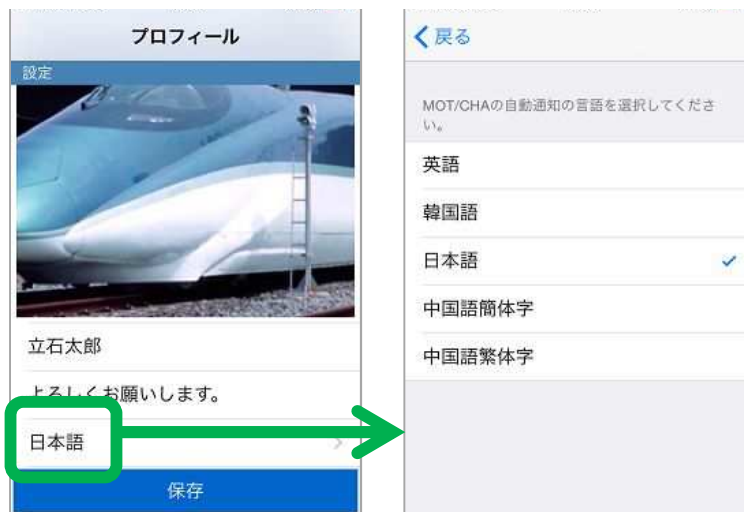 プロフィール
設定
立石太郎
よろしくお願いします。
日本語
保存
戻る
MOT/CHAの自動通知の言語を選択してくださ
い。
英語
韓国語
日本語
中国語簡体字
中国語繁体字